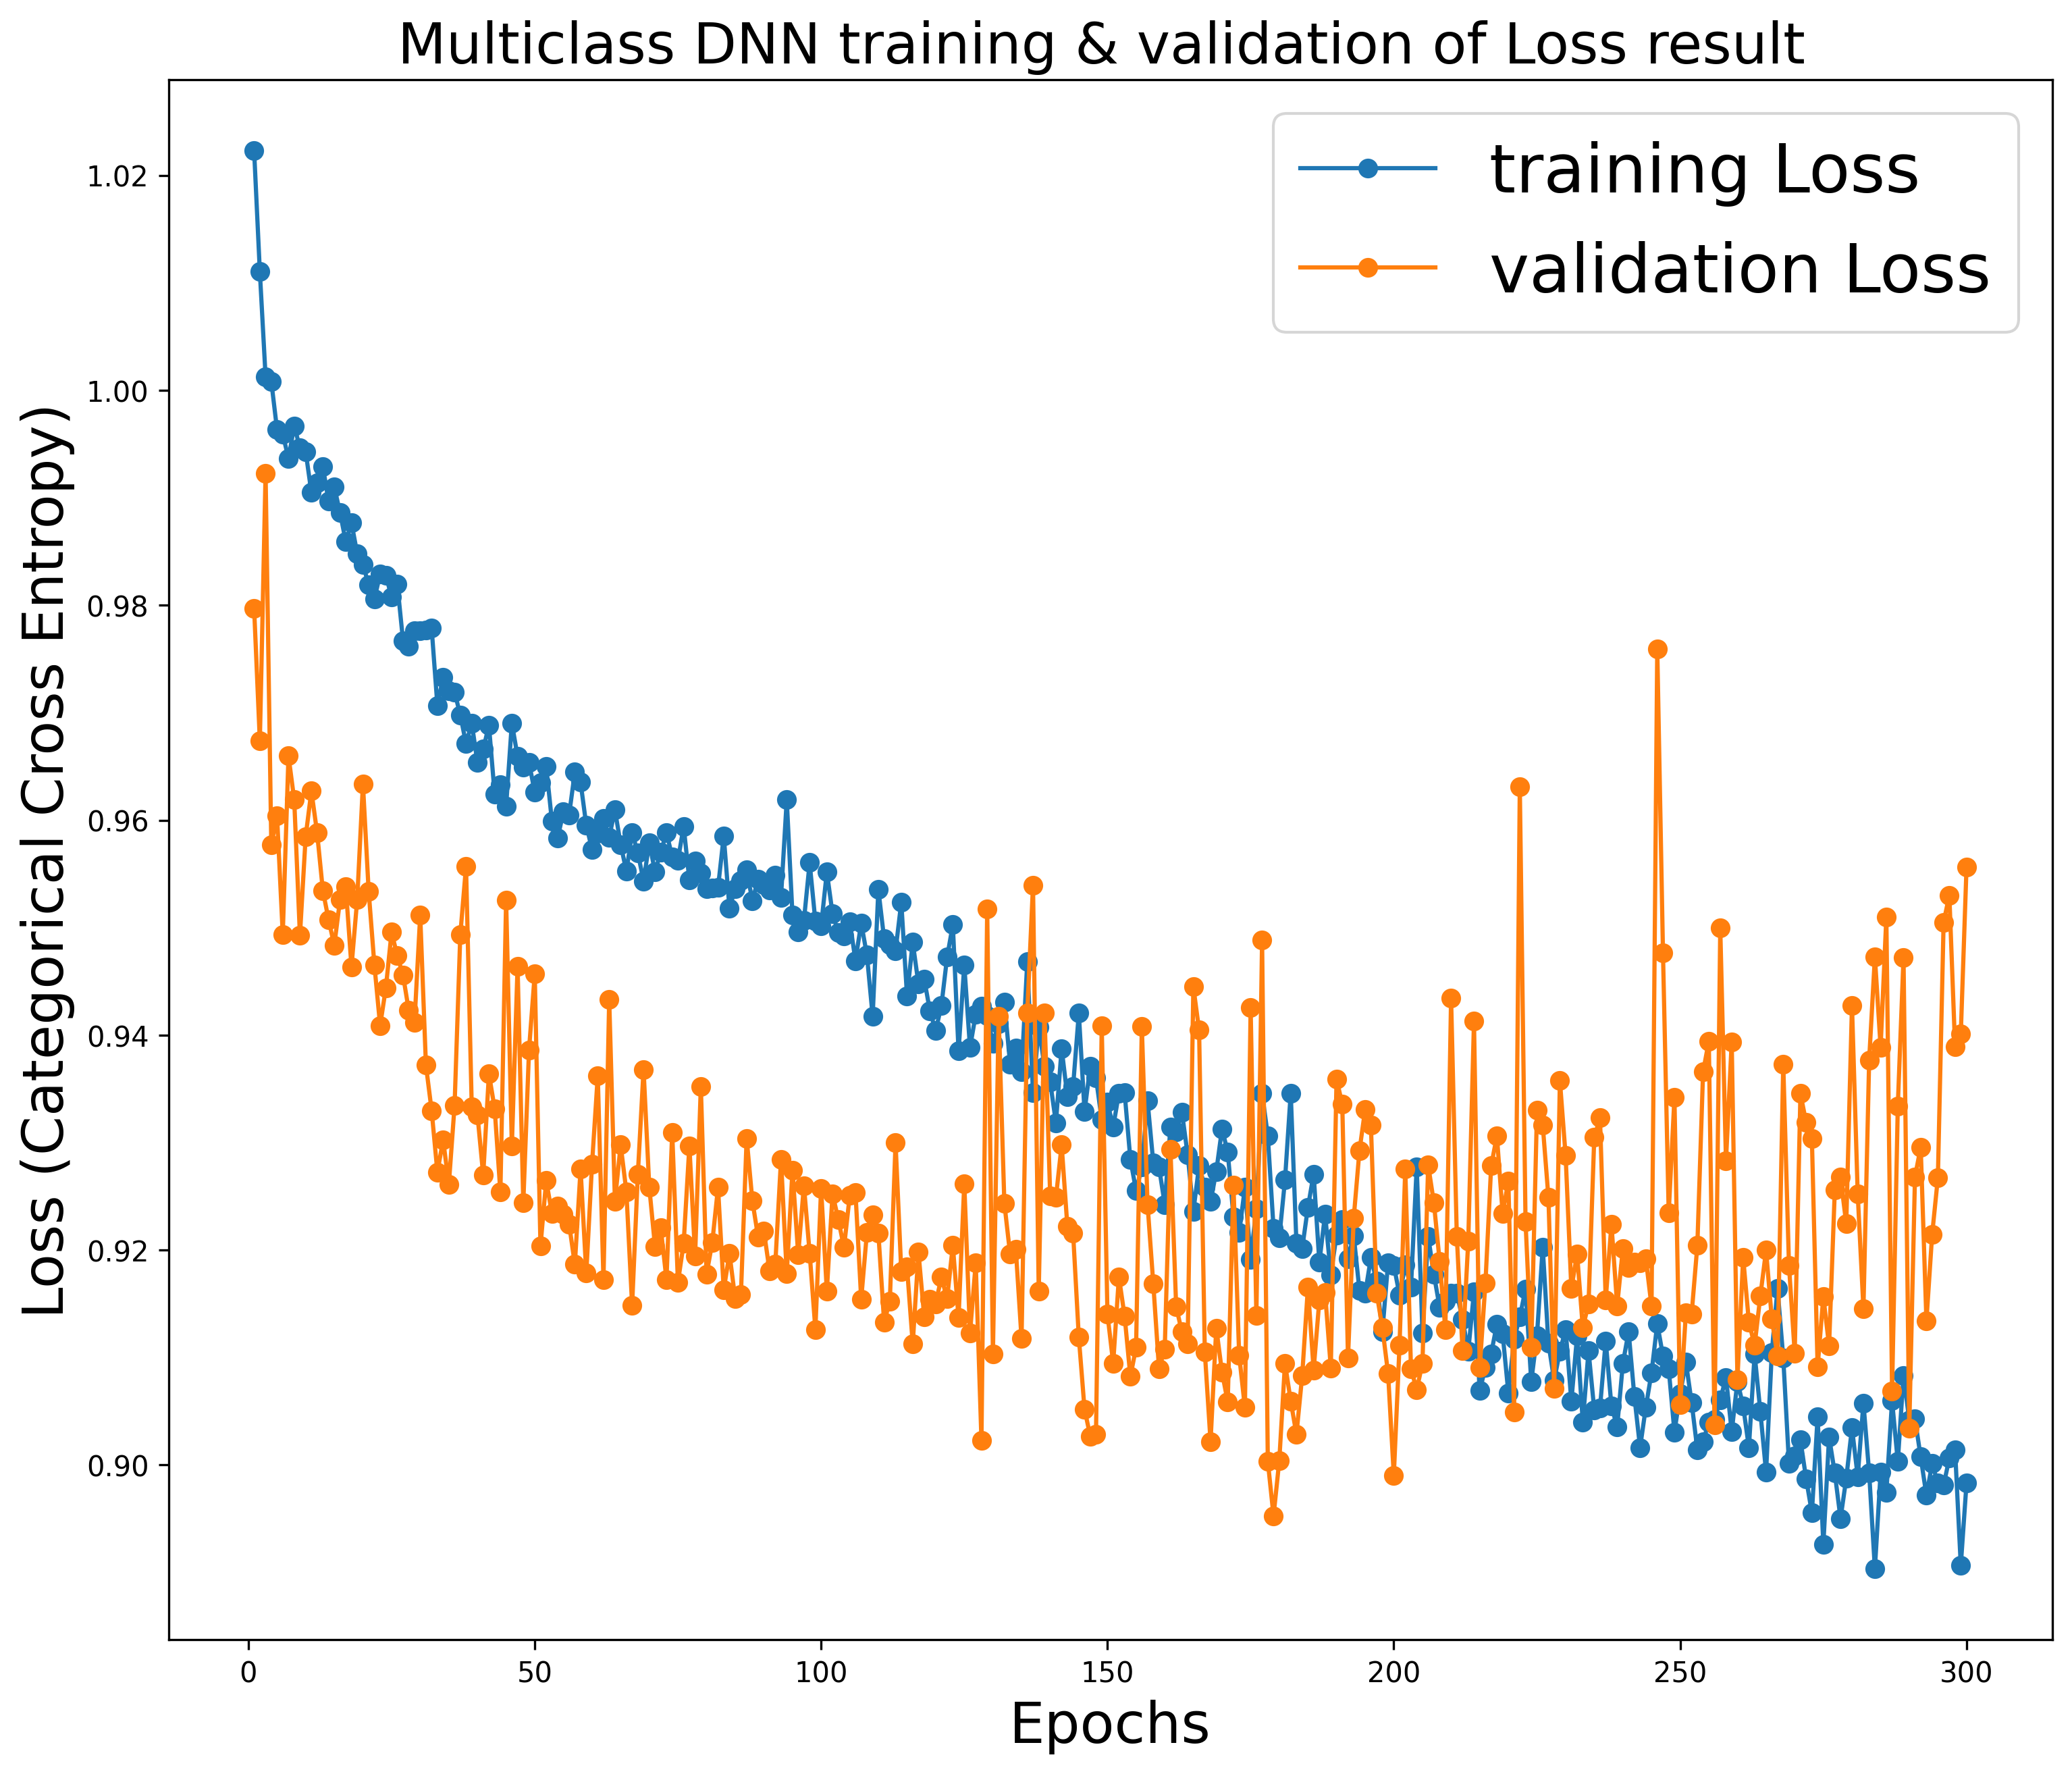 Multiclass DNN training & validation of Loss result
training Loss
validation Loss
Loss (Categorical Cross Entropy)
1.02
1.00
0.98
0.96
0.94
0.92
0.90
0 50 100 150 200 250 300
Epochs